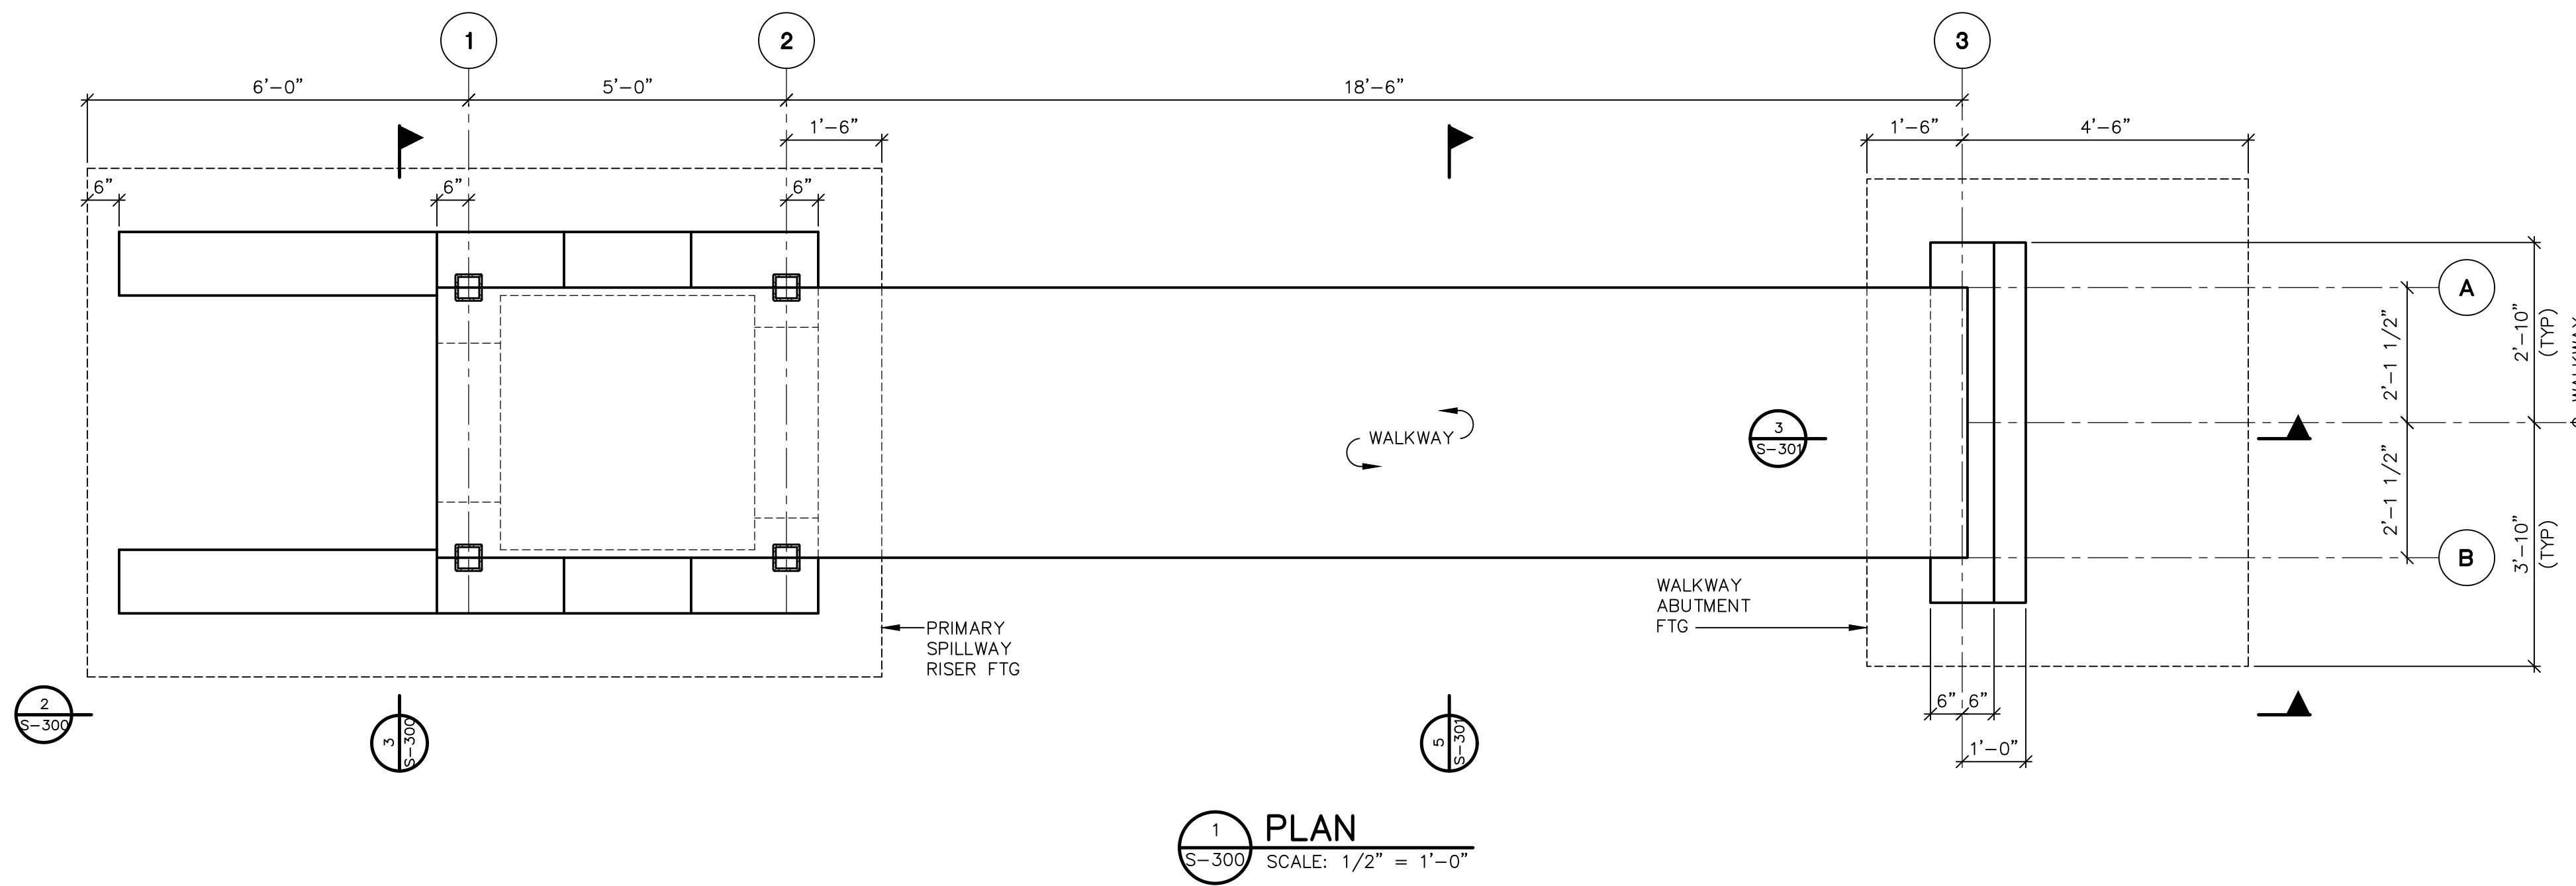 1
2
3
6’-0”
5’-0”
18’-6”
1’-6”
1’-6”
4’-6”
6”
6”
6”
A
2’-1 1/2”
2’-10”
(TYP)
WALKWAY
WALKWAY
3
S-301
2’-1 1/2”
3’-10”
(TYP)
B
WALKWAY
ABUTMENT
FTG
PRIMARY
SPILLWAY
RISER FTG
6”
6”
2
S-300
3
S-300
5
S-301
1’-0”
1
S-300
PLAN
SCALE: 1/2” = 1’-0”